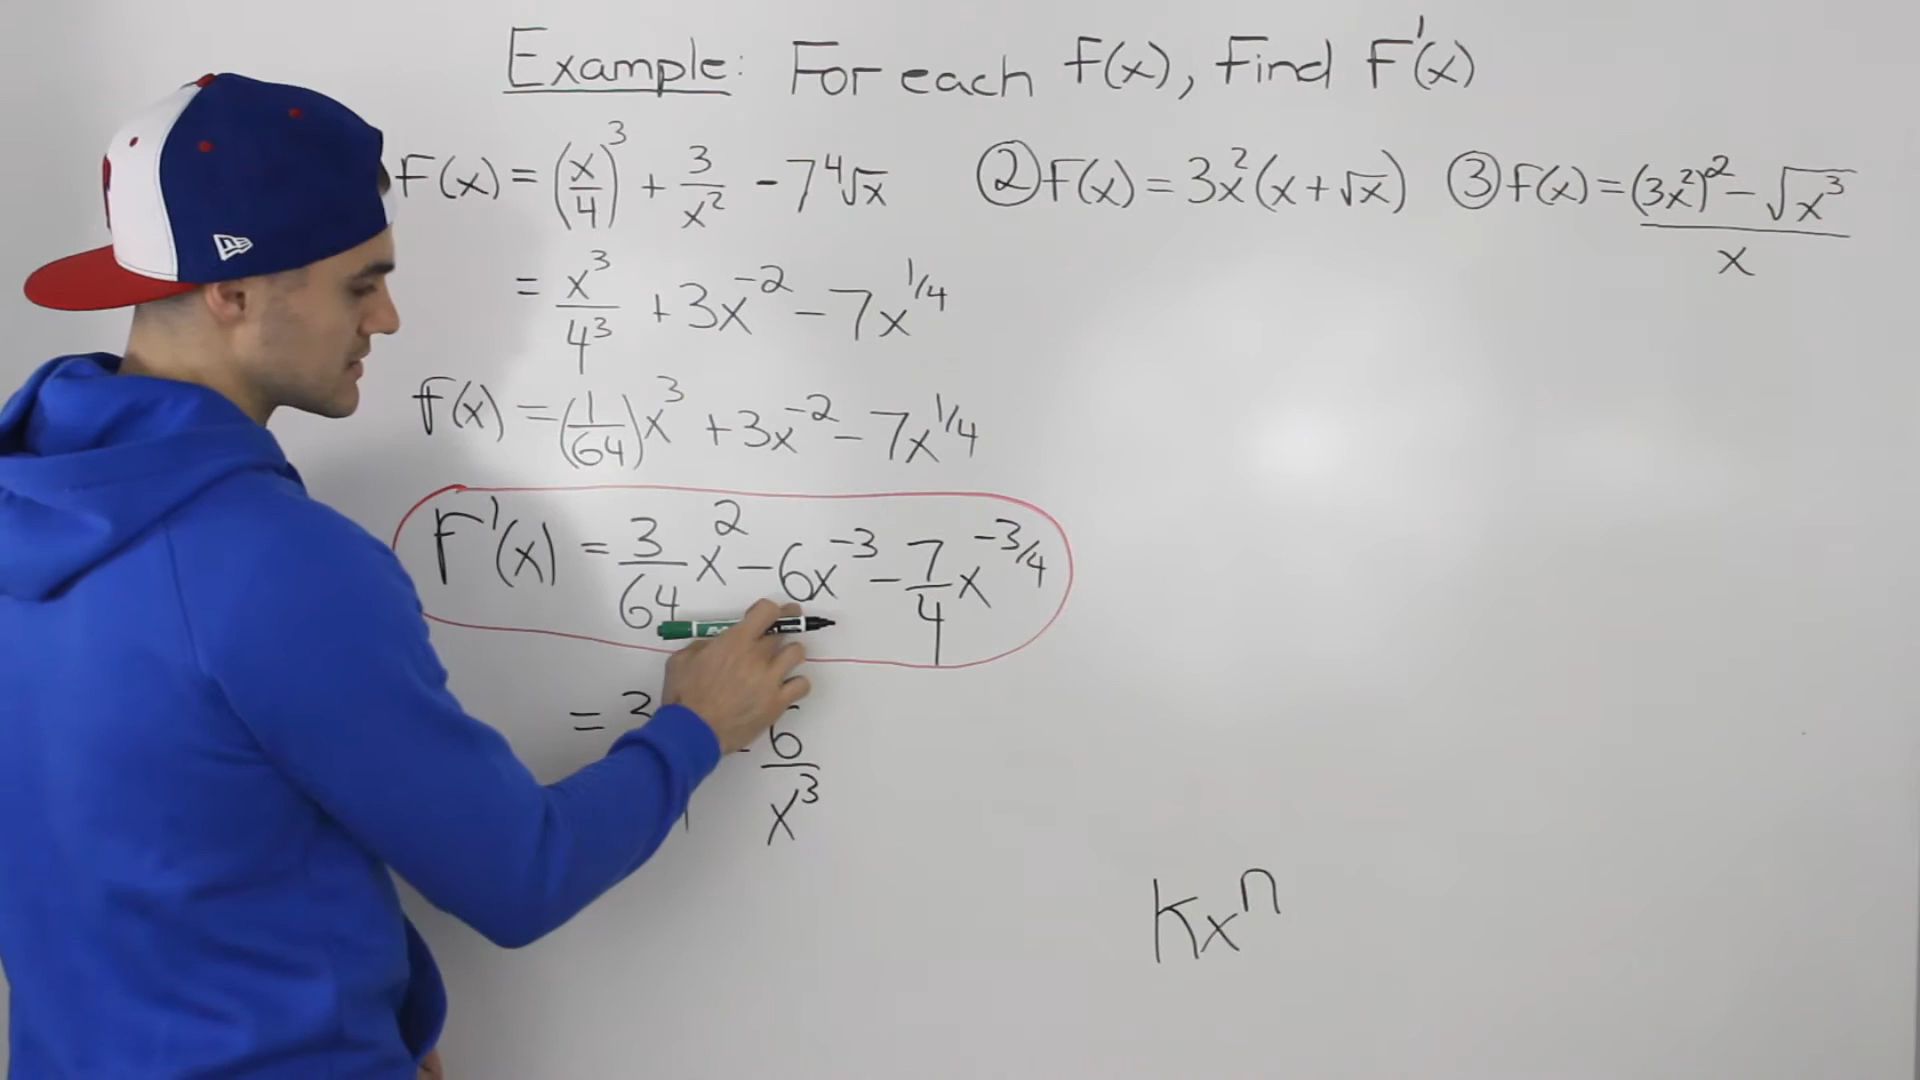 Example: For each f(x), Find F'(x)
F(x) = (x/4)^3 + 3/x^2 - 7 ⁴√x
= x^3/4^3 + 3x^-2 - 7x^1/4
f(x) = (1/64)x^3 + 3x^-2 - 7x^1/4
F'(x) = 3/64 x^2 - 6x^-3 - 7/4 x^-3/4
= 3 - 6/x^3
② f(x) = 3x^2(x + √x)
③ f(x) = (3x^2)^2 - √x^3 / x
kx^n